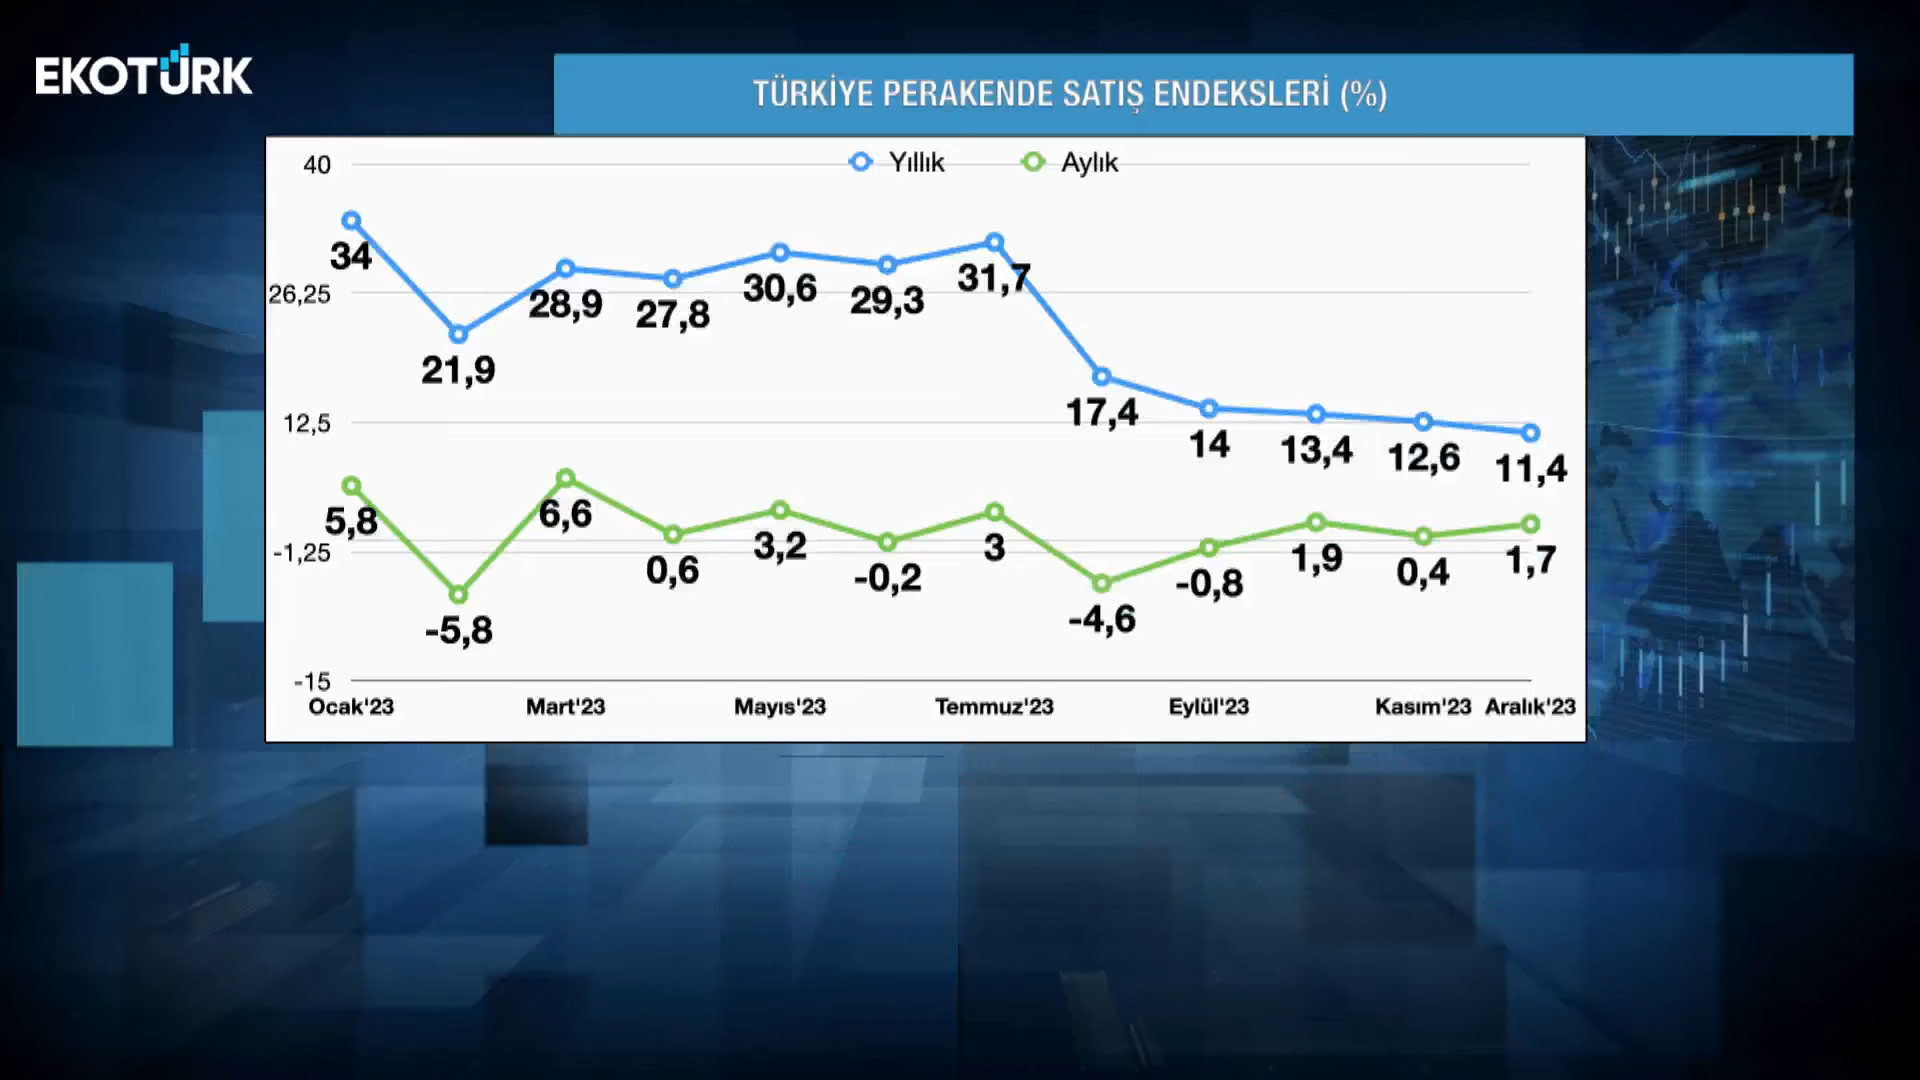 EKOTÜRK
TÜRKİYE PERAKENDE SATIŞ ENDEKSLERİ (%)
Yıllık
Aylık
40
26,25
12,5
-1,25
-15
34
21,9
28,9
27,8
30,6
29,3
31,7
17,4
14
13,4
12,6
11,4
5,8
-5,8
6,6
0,6
3,2
-0,2
3
-4,6
-0,8
1,9
0,4
1,7
Ocak'23
Mart'23
Mayıs'23
Temmuz'23
Eylül'23
Kasım'23
Aralık'23